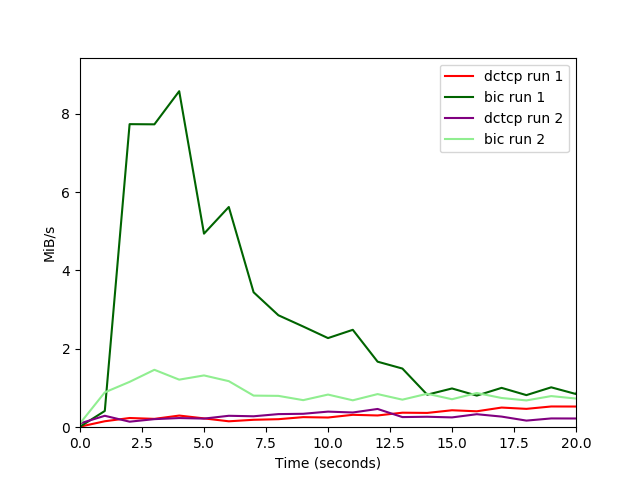 dctcp run 1
bic run 1
dctcp run 2
bic run 2
8
6
4
2
0
MiB/s
0.0 2.5 5.0 7.5 10.0 12.5 15.0 17.5 20.0
Time (seconds)